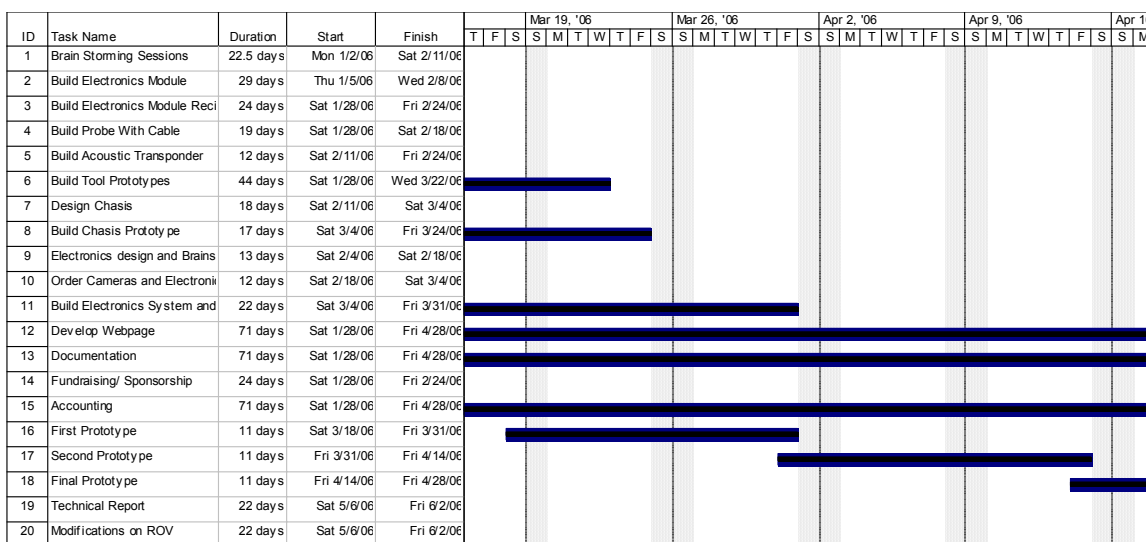 Mar 19, '06 Mar 26, '06 Apr 2, '06 Apr 9, '06 Apr 1
ID Task Name Duration Start Finish T F S S M T W T F S S M T W T F S S M T W T F S S M T W T F S S M
1 Brain Storming Sessions 22.5 days Mon 1/2/06 Sat 2/11/06
2 Build Electronics Module 29 days Thu 1/5/06 Wed 2/8/06
3 Build Electronics Module Reci 24 days Sat 1/28/06 Fri 2/24/06
4 Build Probe With Cable 19 days Sat 1/28/06 Sat 2/18/06
5 Build Acoustic Transponder 12 days Sat 2/11/06 Fri 2/24/06
6 Build Tool Prototypes 44 days Sat 1/28/06 Wed 3/22/06
7 Design Chasis 18 days Sat 2/11/06 Sat 3/4/06
8 Build Chasis Prototype 17 days Sat 3/4/06 Fri 3/24/06
9 Electronics design and Brains 13 days Sat 2/4/06 Sat 2/18/06
10 Order Cameras and Electroni 12 days Sat 2/18/06 Sat 3/4/06
11 Build Electronics System and 22 days Sat 3/4/06 Fri 3/31/06
12 Develop Webpage 71 days Sat 1/28/06 Fri 4/28/06
13 Documentation 71 days Sat 1/28/06 Fri 4/28/06
14 Fundraising/ Sponsorship 24 days Sat 1/28/06 Fri 2/24/06
15 Accounting 71 days Sat 1/28/06 Fri 4/28/06
16 First Prototype 11 days Sat 3/18/06 Fri 3/31/06
17 Second Prototype 11 days Fri 3/31/06 Fri 4/14/06
18 Final Prototype 11 days Fri 4/14/06 Fri 4/28/06
19 Technical Report 22 days Sat 5/6/06 Fri 6/2/06
20 Modifications on ROV 22 days Sat 5/6/06 Fri 6/2/06